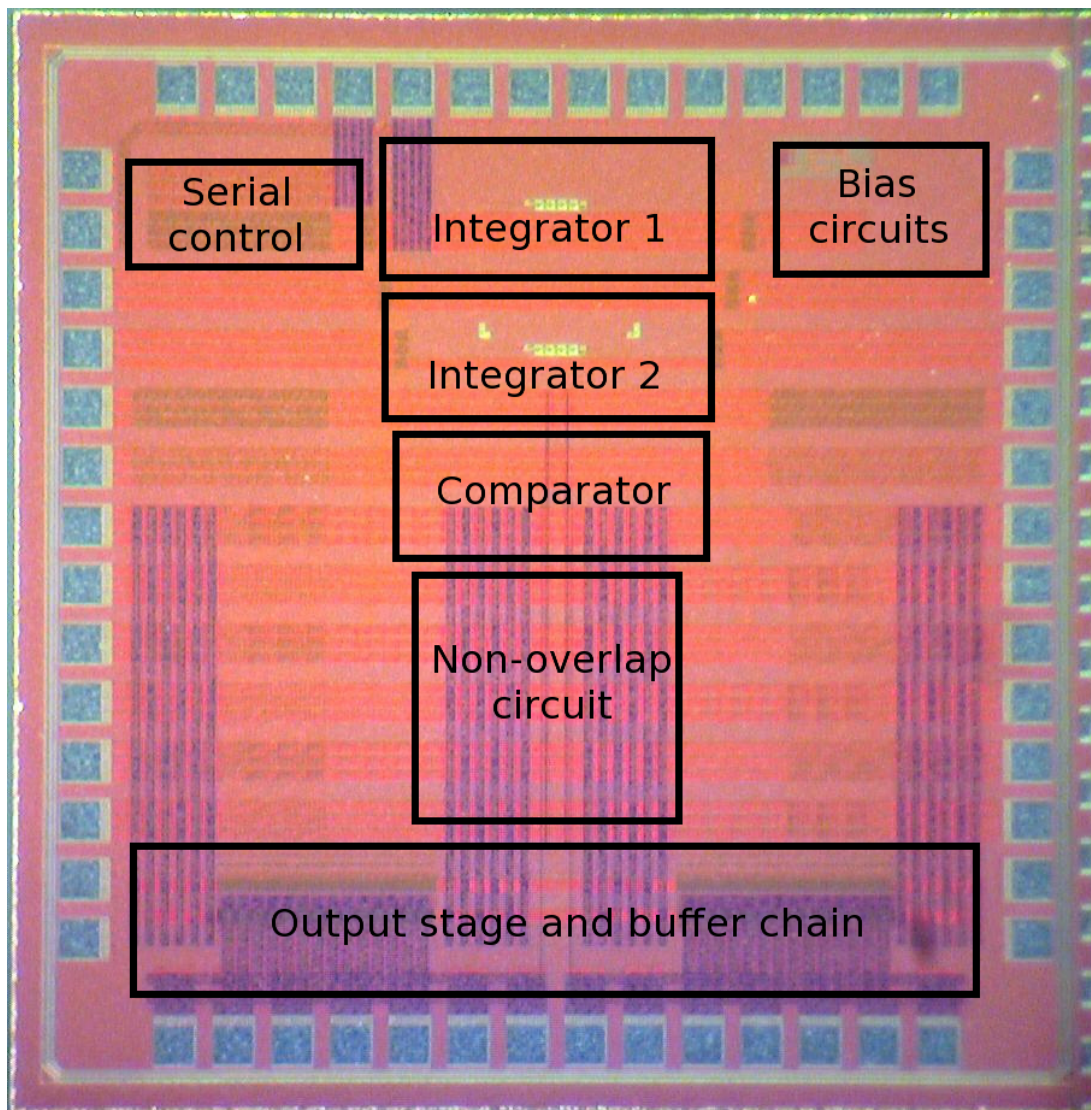 Serial
control
Integrator 1
Bias
circuits
Integrator 2
Comparator
Non-overlap
circuit
Output stage and buffer chain